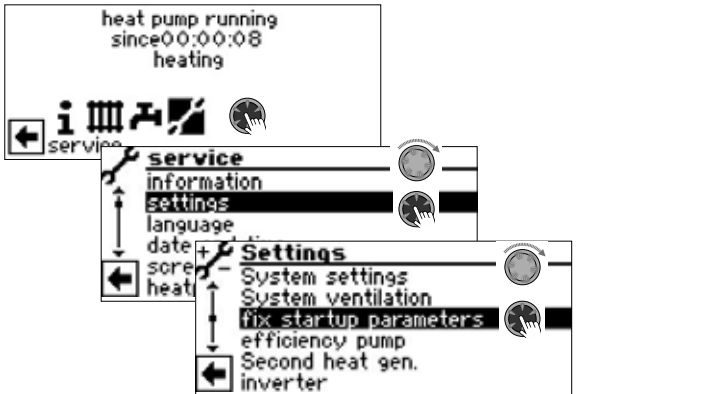 heat pump running
since00:00:08
heating
service
service
information
settings
language
date
Settings
System settings
System ventilation
fix startup parameters
efficiency pump
Second heat gen.
inverter